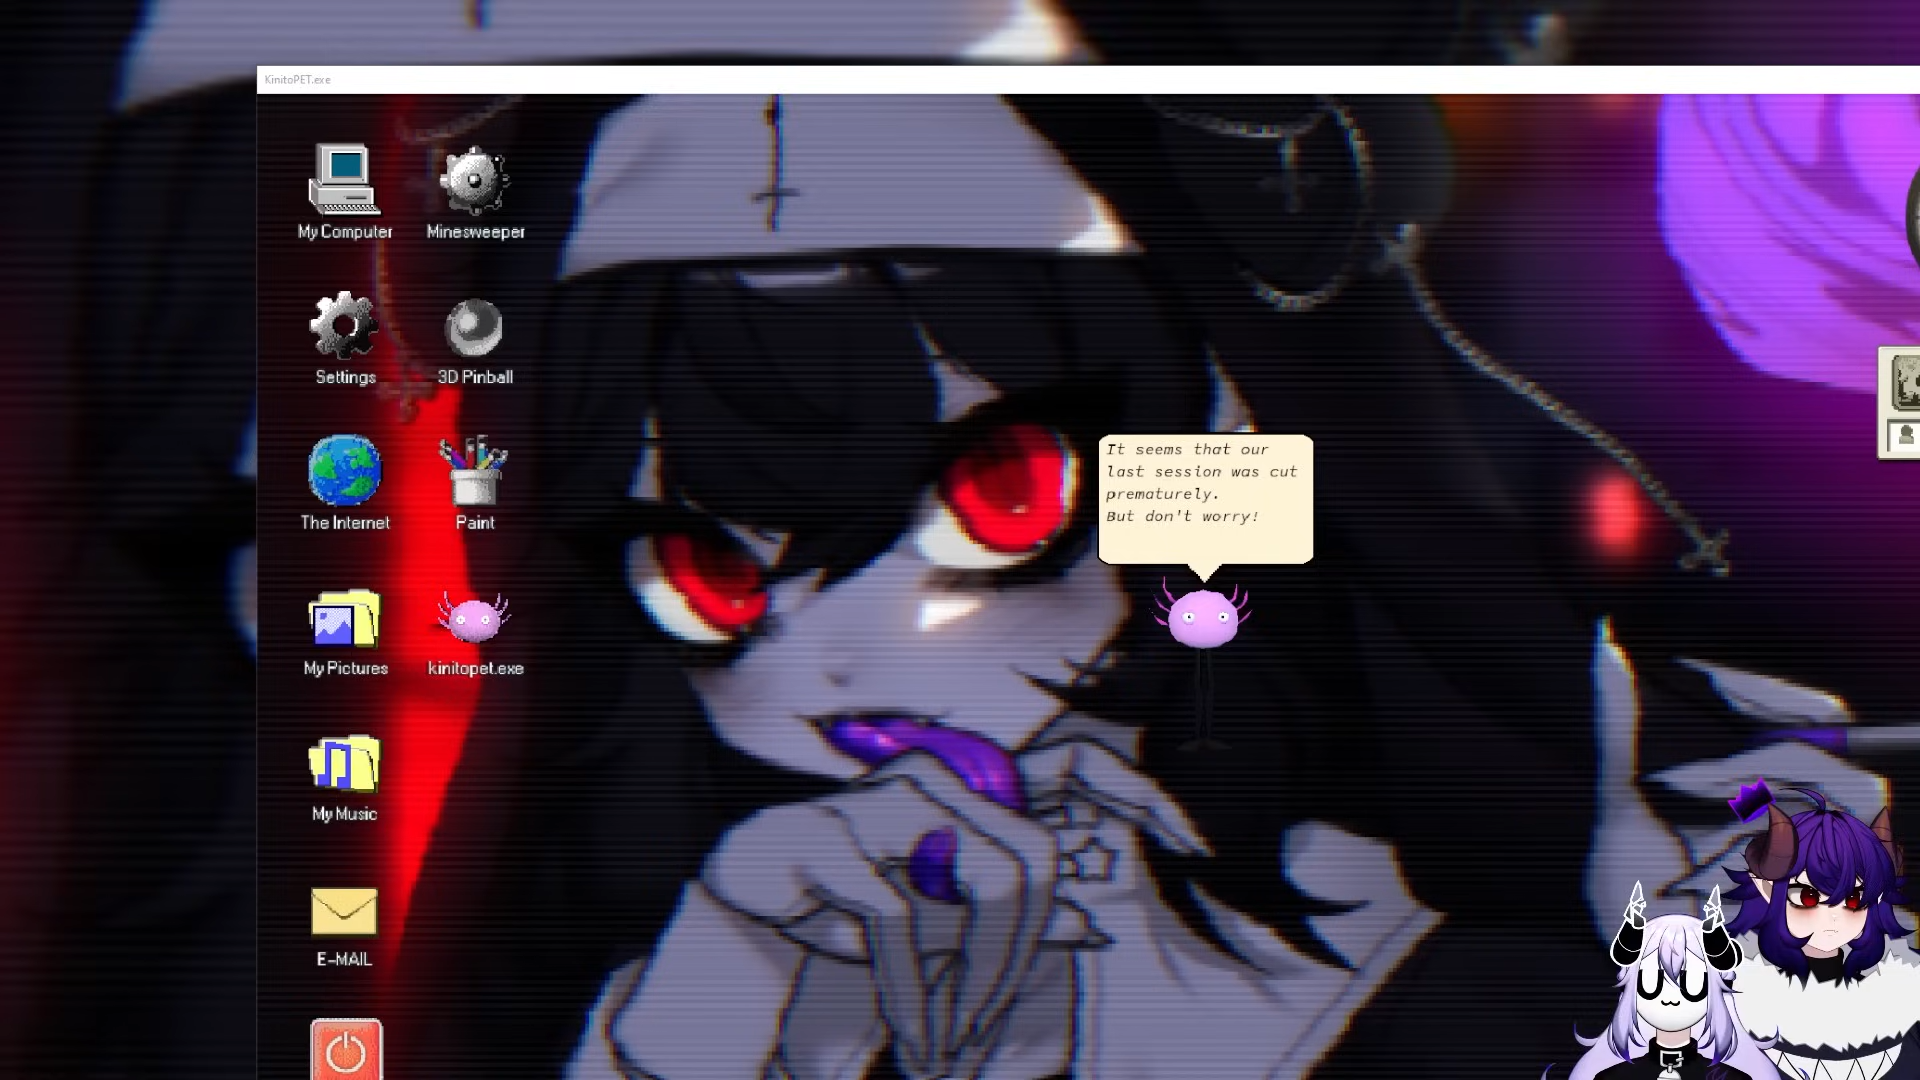 KinitoPET.exe
My Computer
Minesweeper
Settings
3D Pinball
The Internet
Paint
My Pictures
kinitopet.exe
My Music
E-MAIL
It seems that our
last session was cut
prematurely.
But don't worry!